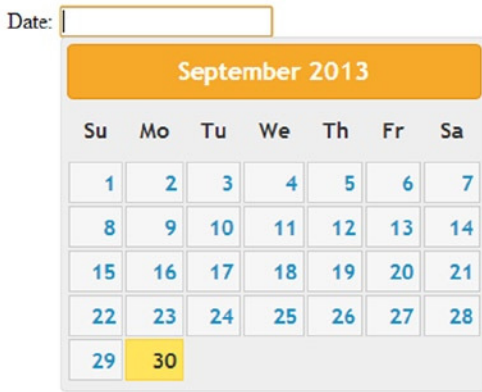 Date:
September 2013
Su Mo Tu We Th Fr Sa
1 2 3 4 5 6 7
8 9 10 11 12 13 14
15 16 17 18 19 20 21
22 23 24 25 26 27 28
29 30